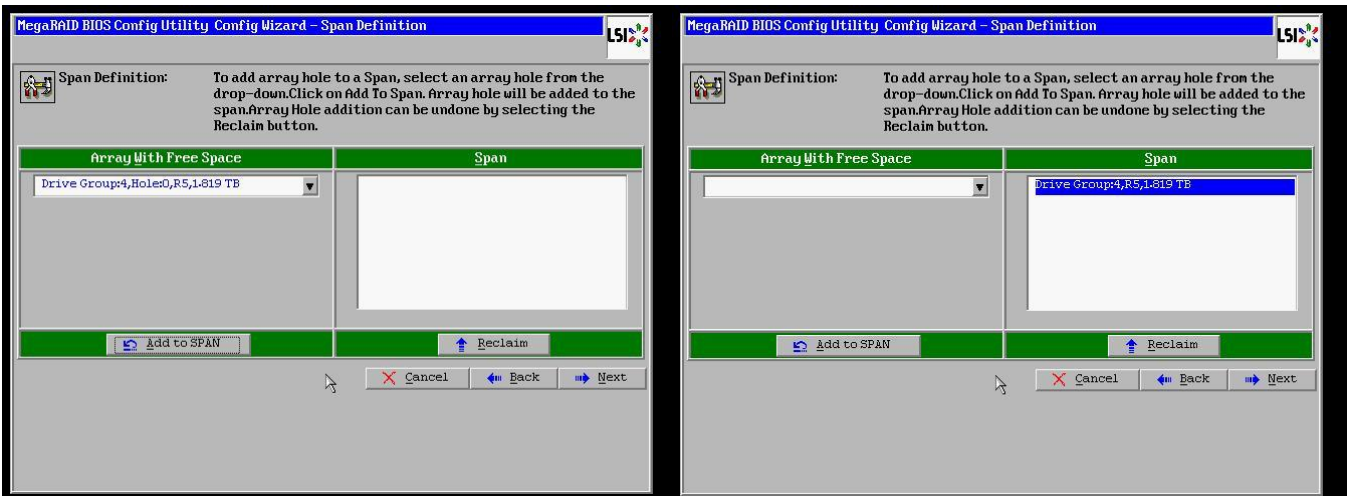 MegaRAID BIOS Config Utility Config Wizard – Span Definition
LSI
Span Definition:
To add array hole to a Span, select an array hole from the
drop-down.Click on Add To Span. Array hole will be added to the
span.Array Hole addition can be undone by selecting the
Reclaim button.
Array With Free Space
Span
Drive Group:4,Hole:0,R5,1.819 TB
Add to SPAN
Reclaim
Cancel
Back
Next
MegaRAID BIOS Config Utility Config Wizard – Span Definition
LSI
Span Definition:
To add array hole to a Span, select an array hole from the
drop-down.Click on Add To Span. Array hole will be added to the
span.Array Hole addition can be undone by selecting the
Reclaim button.
Array With Free Space
Span
Drive Group:4,R5,1.819 TB
Add to SPAN
Reclaim
Cancel
Back
Next